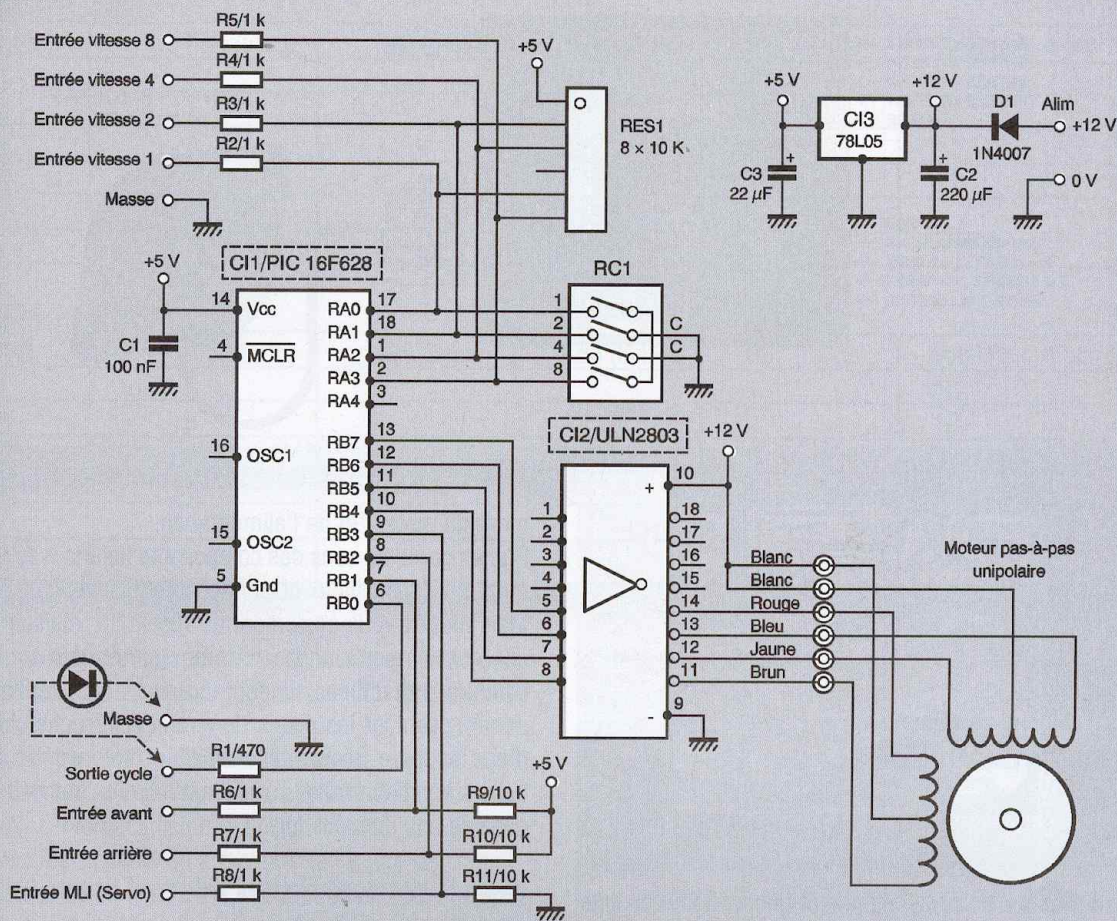 R5/1 k
Entrée vitesse 8
R4/1 k
Entrée vitesse 4
R3/1 k
Entrée vitesse 2
R2/1 k
Entrée vitesse 1
Masse
+5 V
RES1
8 × 10 K
+5 V
+12 V
D1
Alim
CI3
78L05
+12 V
1N4007
C3
22 µF
+
+
C2
220 µF
0 V
+5 V
CI1/PIC 16F628
C1
100 nF
14
Vcc
4
MCLR
16
OSC1
15
OSC2
5
Gnd
RA0
17
RA1
18
RA2
1
RA3
2
RA4
3
RB7
13
RB6
12
RB5
11
RB4
10
RB3
9
RB2
8
RB1
7
RB0
6
RC1
1
2
C
4
C
8
CI2/ULN2803
+12 V
10
+
1
18
2
17
3
16
4
15
5
14
6
13
7
12
8
11
9
-
Blanc
Blanc
Rouge
Bleu
Jaune
Brun
Moteur pas-à-pas
unipolaire
Masse
R1/470
Sortie cycle
R6/1 k
Entrée avant
R7/1 k
Entrée arrière
R8/1 k
Entrée MLI (Servo)
+5 V
R9/10 k
R10/10 k
R11/10 k